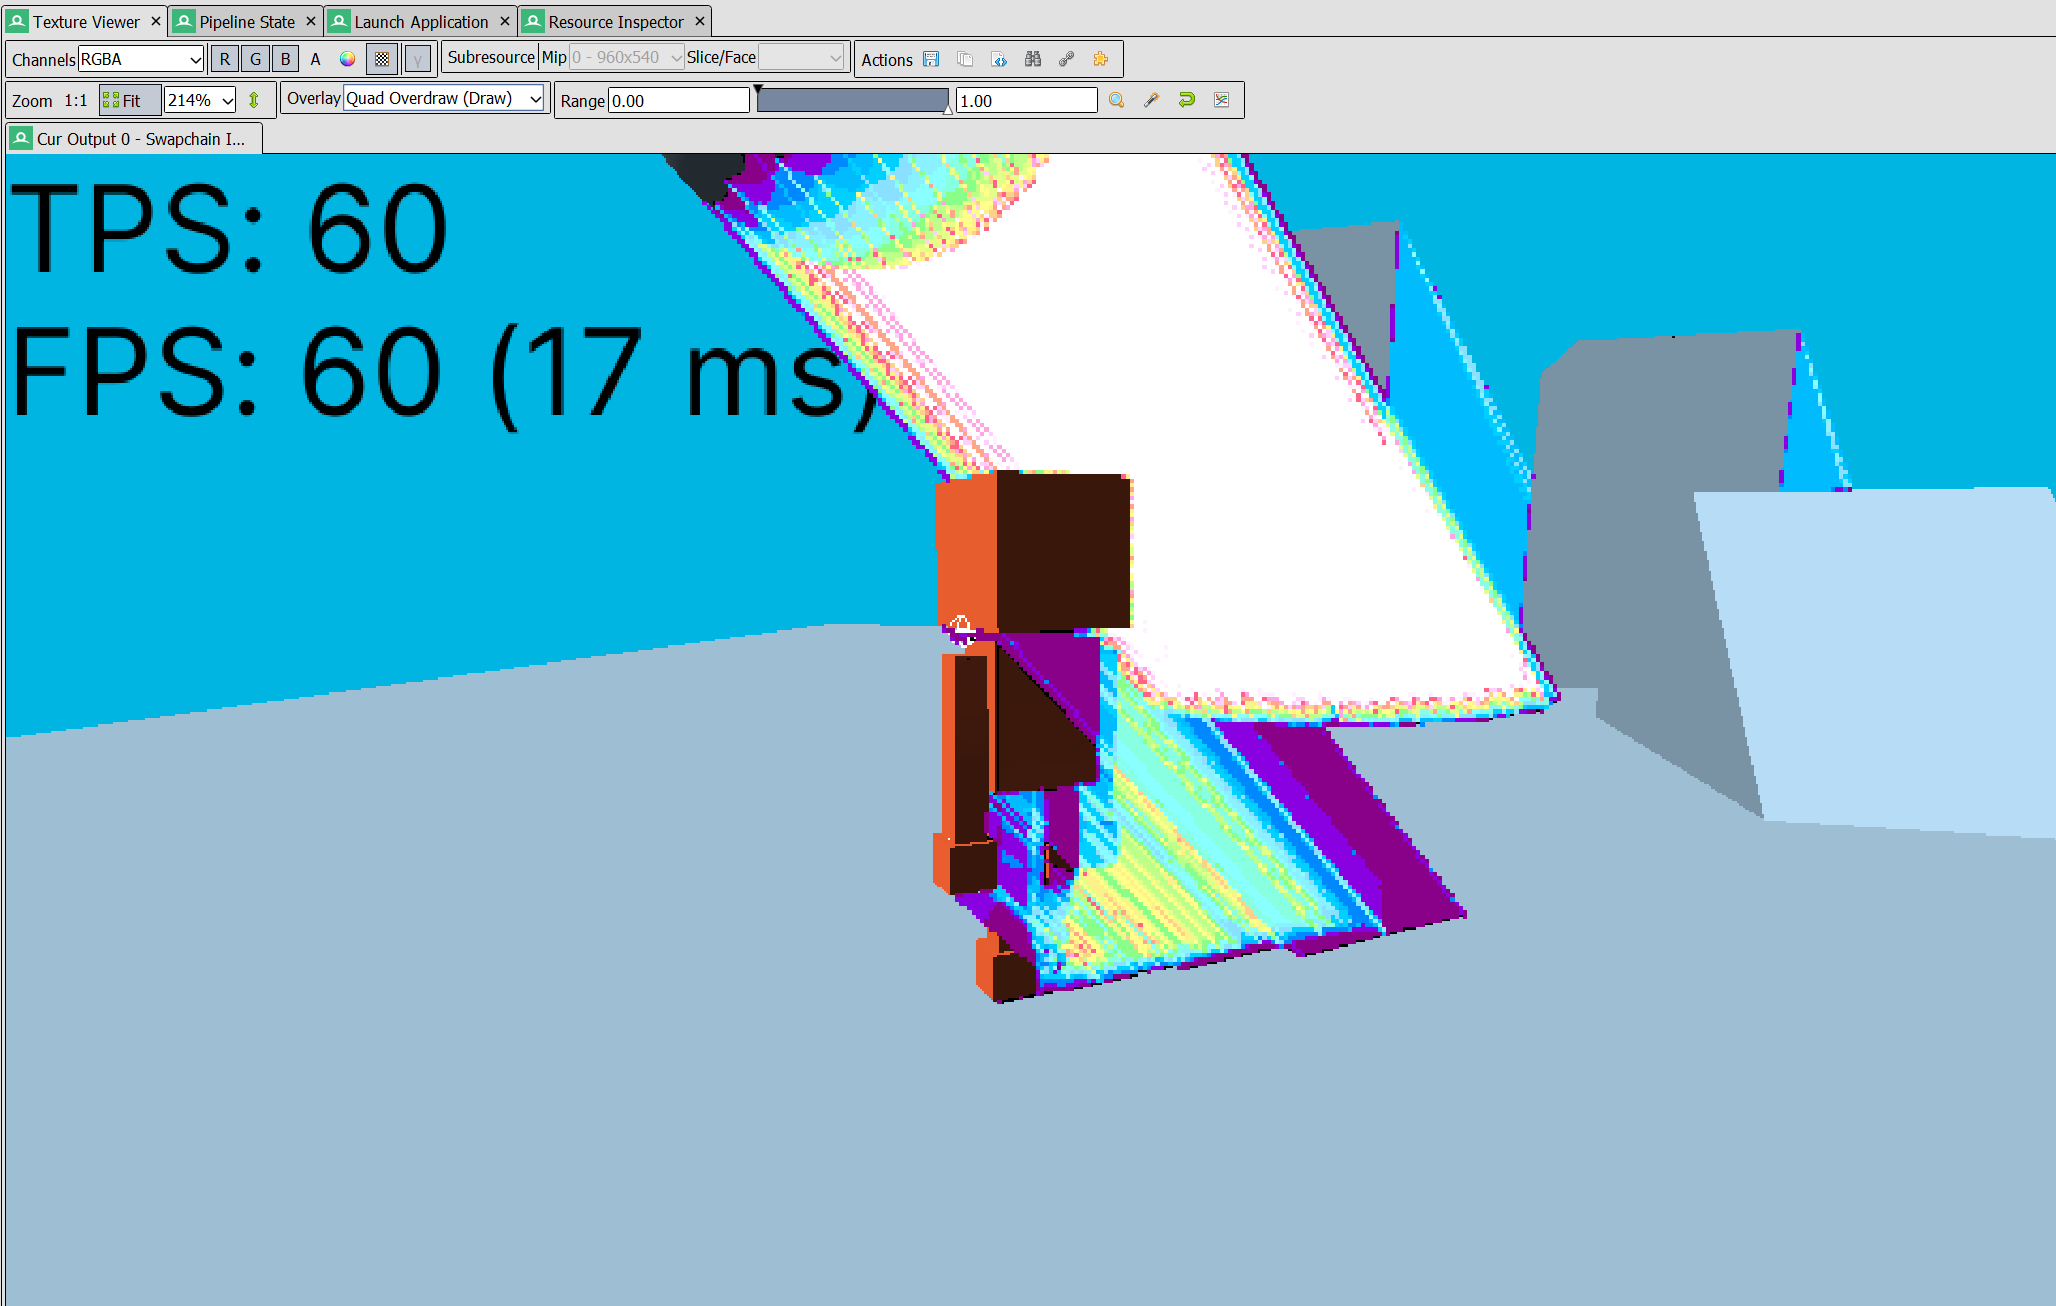 Texture Viewer × Pipeline State × Launch Application × Resource Inspector ×
Channels RGBA R G B A γ Subresource Mip 0 - 960x540 Slice/Face Actions
Zoom 1:1 Fit 214% Overlay Quad Overdraw (Draw) Range 0.00 1.00
Cur Output 0 - Swapchain I...
TPS: 60
FPS: 60 (17 ms)